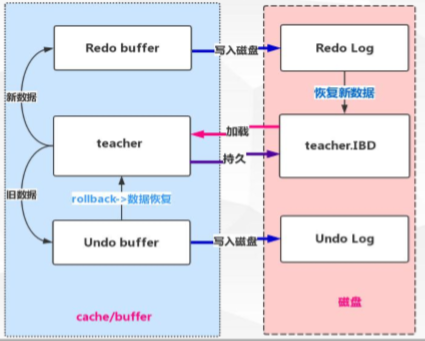 Redo buffer
写入磁盘
Redo Log
新数据
恢复新数据
teacher
加载
持久
teacher.IBD
旧数据
rollback->数据恢复
Undo buffer
写入磁盘
Undo Log
cache/buffer
磁盘